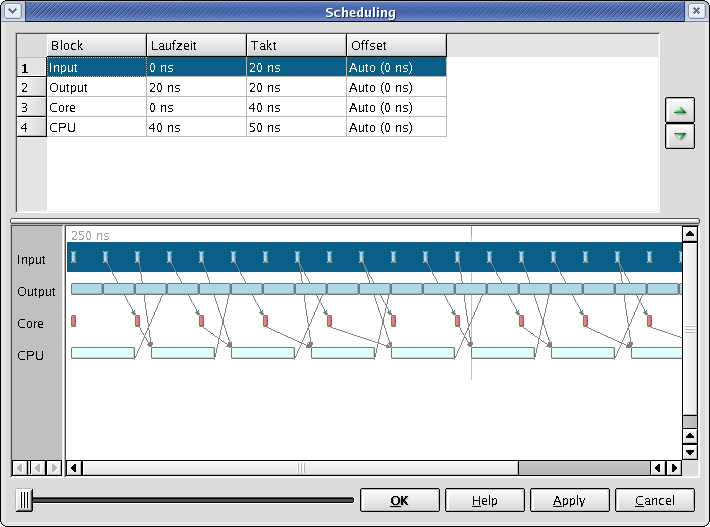 Scheduling
Block Laufzeit Takt Offset
1 Input 0 ns 20 ns Auto (0 ns)
2 Output 20 ns 20 ns Auto (0 ns)
3 Core 0 ns 40 ns Auto (0 ns)
4 CPU 40 ns 50 ns Auto (0 ns)
250 ns
Input
Output
Core
CPU
OK Help Apply Cancel